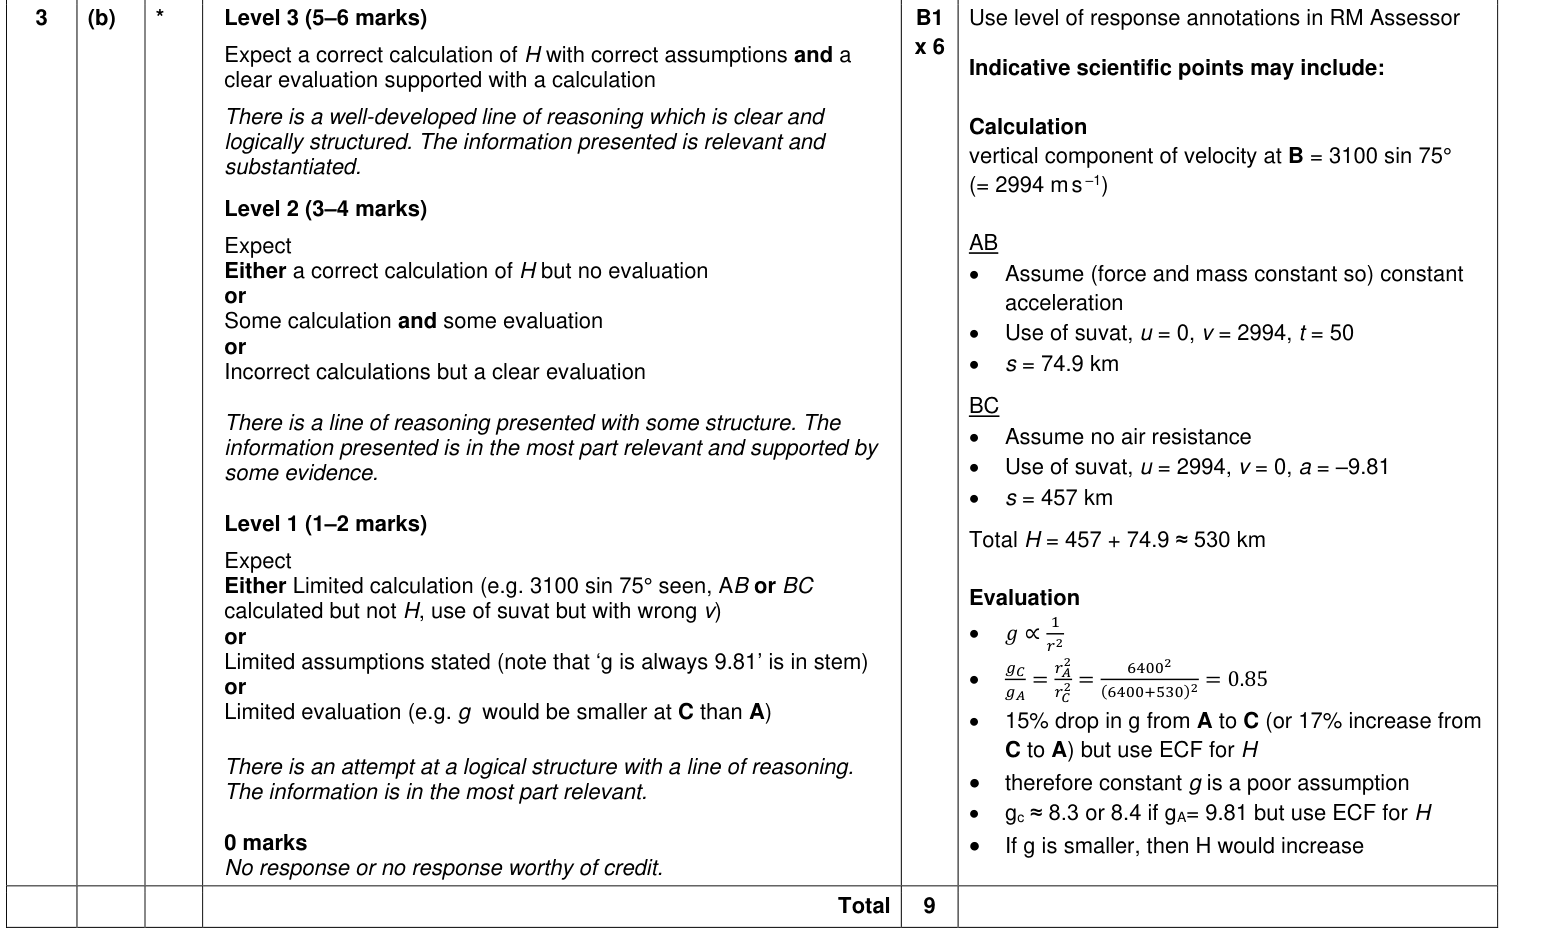 3 (b) * Level 3 (5–6 marks)
Expect a correct calculation of H with correct assumptions and a
clear evaluation supported with a calculation
There is a well-developed line of reasoning which is clear and
logically structured. The information presented is relevant and
substantiated.
Level 2 (3–4 marks)
Expect
Either a correct calculation of H but no evaluation
or
Some calculation and some evaluation
or
Incorrect calculations but a clear evaluation
There is a line of reasoning presented with some structure. The
information presented is in the most part relevant and supported by
some evidence.
Level 1 (1–2 marks)
Expect
Either Limited calculation (e.g. 3100 sin 75° seen, AB or BC
calculated but not H, use of suvat but with wrong v)
or
Limited assumptions stated (note that ‘g is always 9.81’ is in stem)
or
Limited evaluation (e.g. g would be smaller at C than A)
There is an attempt at a logical structure with a line of reasoning.
The information is in the most part relevant.
0 marks
No response or no response worthy of credit.
B1
x 6
Use level of response annotations in RM Assessor
Indicative scientific points may include:
Calculation
vertical component of velocity at B = 3100 sin 75°
(= 2994 m s⁻¹)
AB
• Assume (force and mass constant so) constant
acceleration
• Use of suvat, u = 0, v = 2994, t = 50
• s = 74.9 km
BC
• Assume no air resistance
• Use of suvat, u = 2994, v = 0, a = –9.81
• s = 457 km
Total H = 457 + 74.9 ≈ 530 km
Evaluation
• g ∝ 1/r²
• g_C/g_A = r_A²/r_C² = 6400²/(6400+530)² = 0.85
• 15% drop in g from A to C (or 17% increase from
C to A) but use ECF for H
• therefore constant g is a poor assumption
• g_c ≈ 8.3 or 8.4 if g_A= 9.81 but use ECF for H
• If g is smaller, then H would increase
Total 9